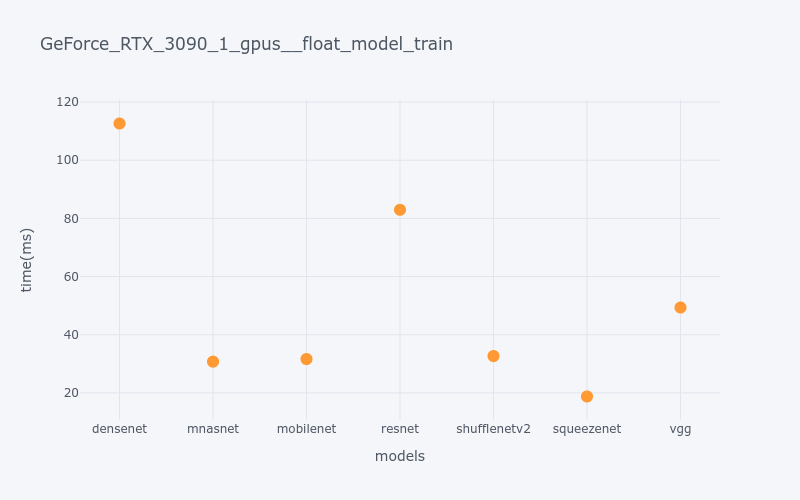 GeForce_RTX_3090_1_gpus__float_model_train
120
100
80
60
40
20
time(ms)
densenet mnasnet mobilenet resnet shufflenetv2 squeezenet vgg
models